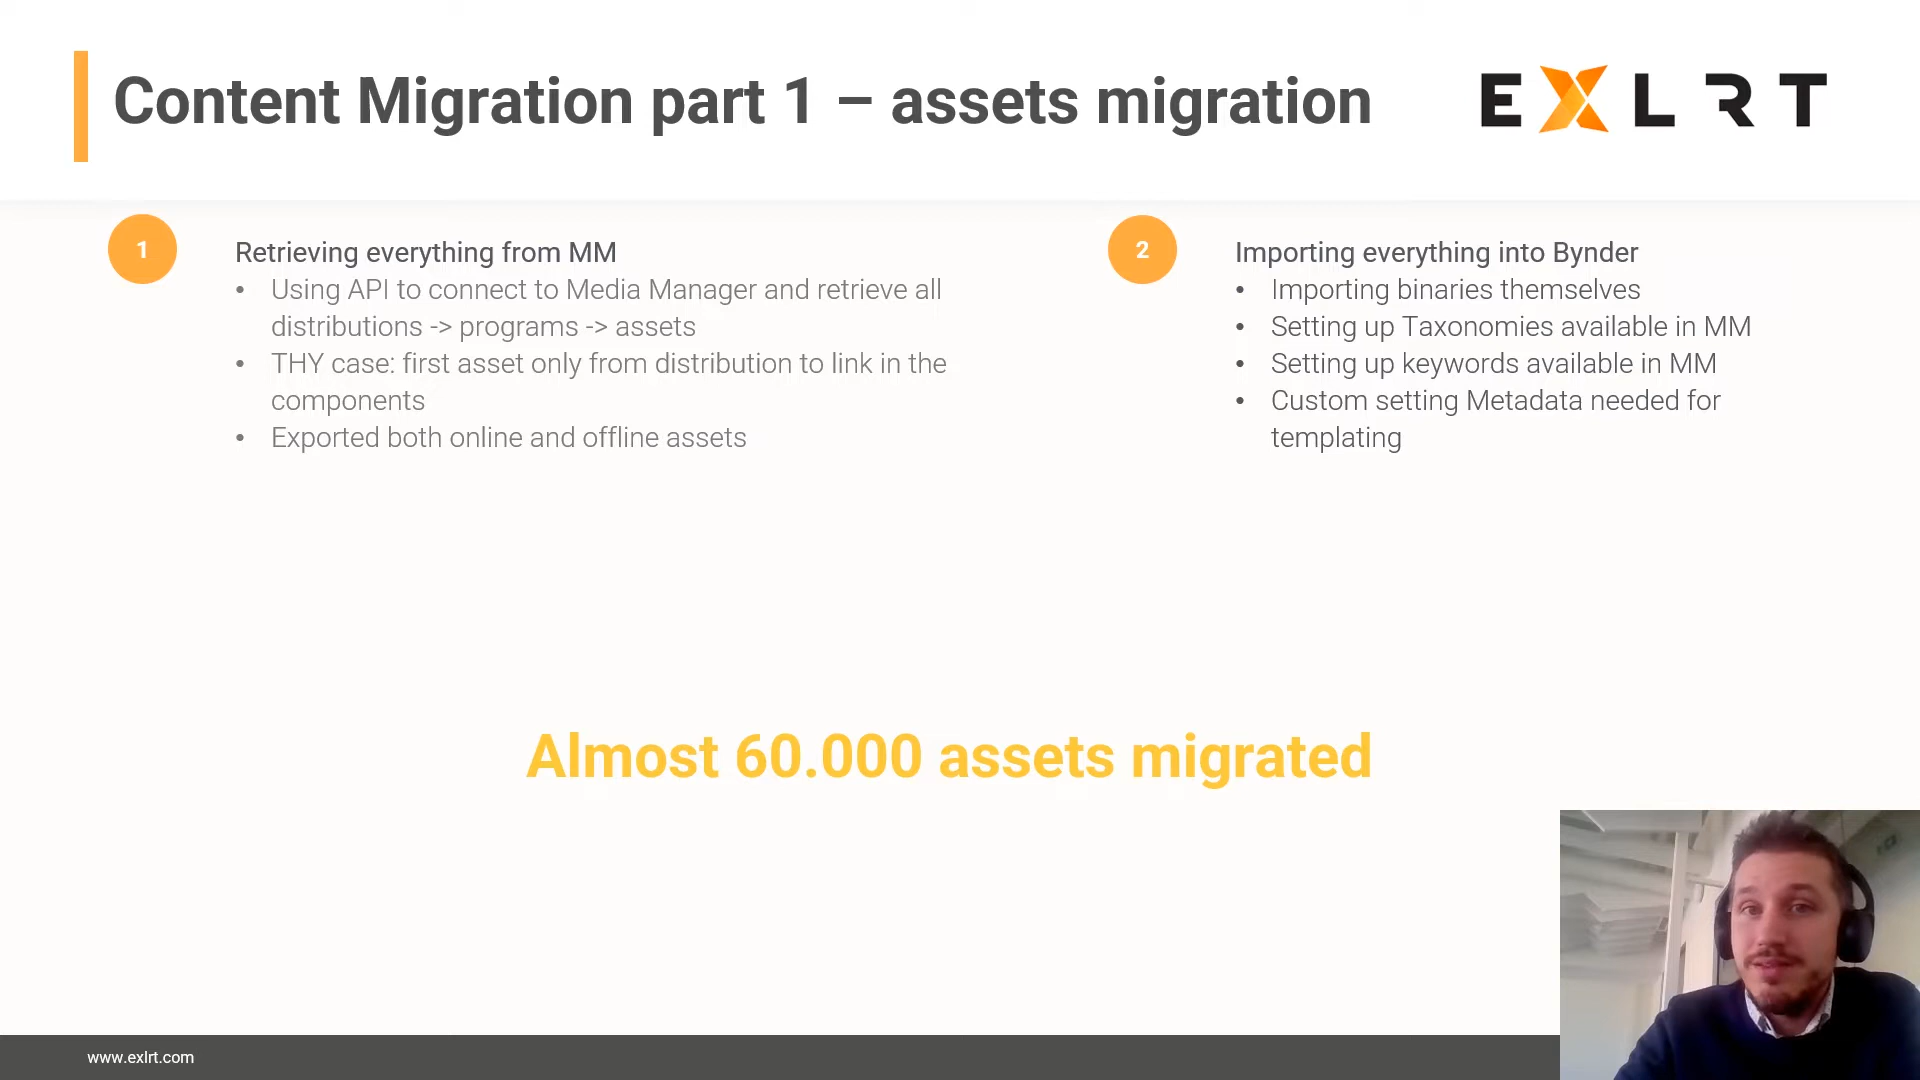 Content Migration part 1 – assets migration
EXLRT
1
Retrieving everything from MM
• Using API to connect to Media Manager and retrieve all
distributions -> programs -> assets
• THY case: first asset only from distribution to link in the
components
• Exported both online and offline assets
2
Importing everything into Bynder
• Importing binaries themselves
• Setting up Taxonomies available in MM
• Setting up keywords available in MM
• Custom setting Metadata needed for
templating
Almost 60.000 assets migrated
www.exlrt.com